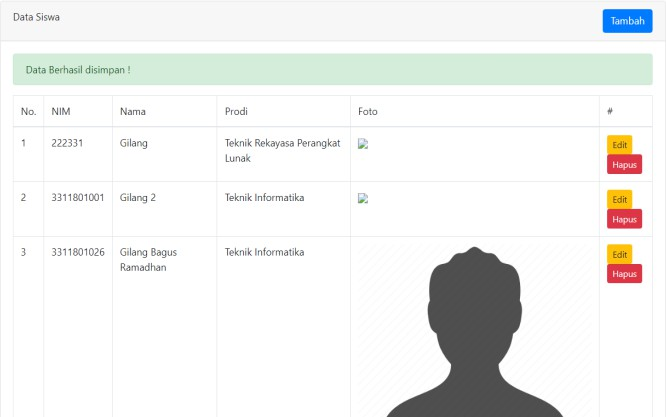 Data Siswa
Tambah
Data Berhasil disimpan !
No. NIM Nama Prodi Foto #
1 222331 Gilang Teknik Rekayasa Perangkat Edit
Lunak Hapus
2 3311801001 Gilang 2 Teknik Informatika Edit
Hapus
3 3311801026 Gilang Bagus Teknik Informatika Edit
Ramadhan Hapus